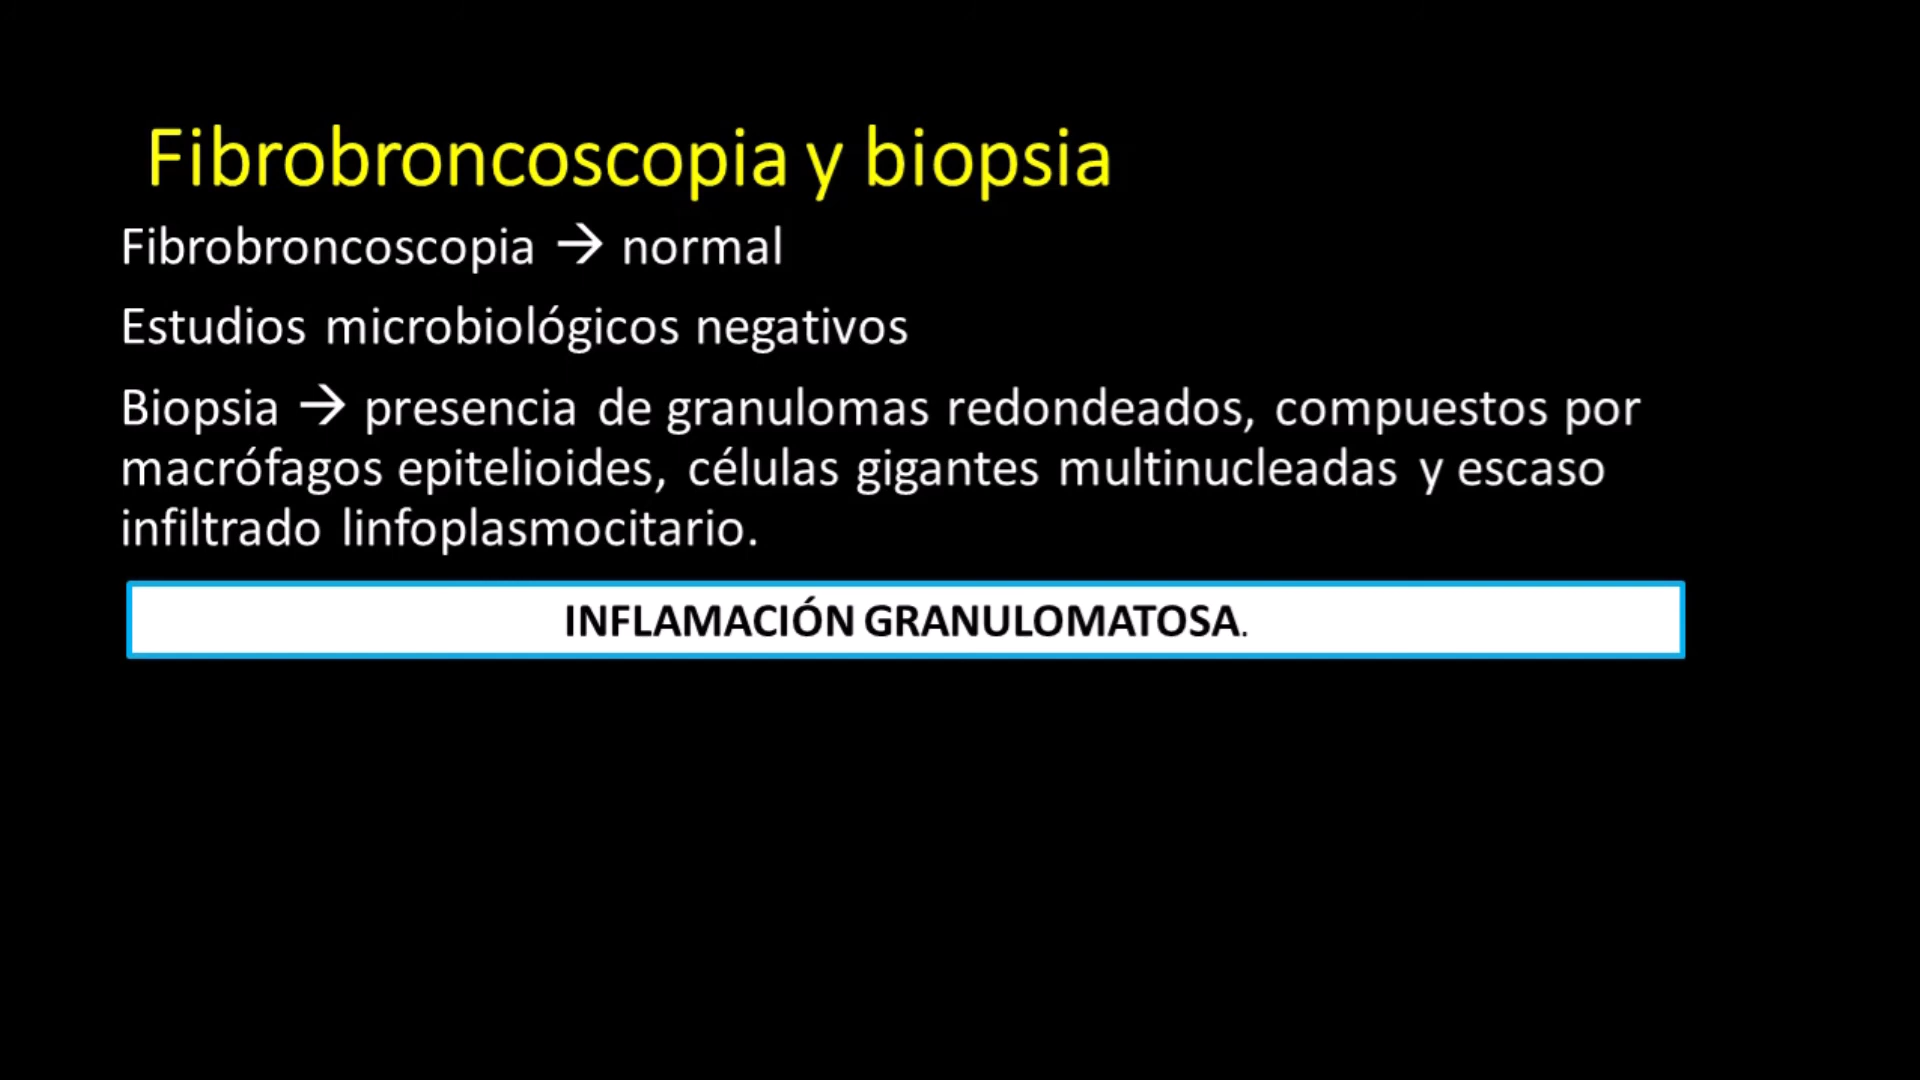 Fibrobroncoscopia y biopsia
Fibrobroncoscopia → normal
Estudios microbiológicos negativos
Biopsia → presencia de granulomas redondeados, compuestos por
macrófagos epitelioides, células gigantes multinucleadas y escaso
infiltrado linfoplasmocitario.
INFLAMACIÓN GRANULOMATOSA.